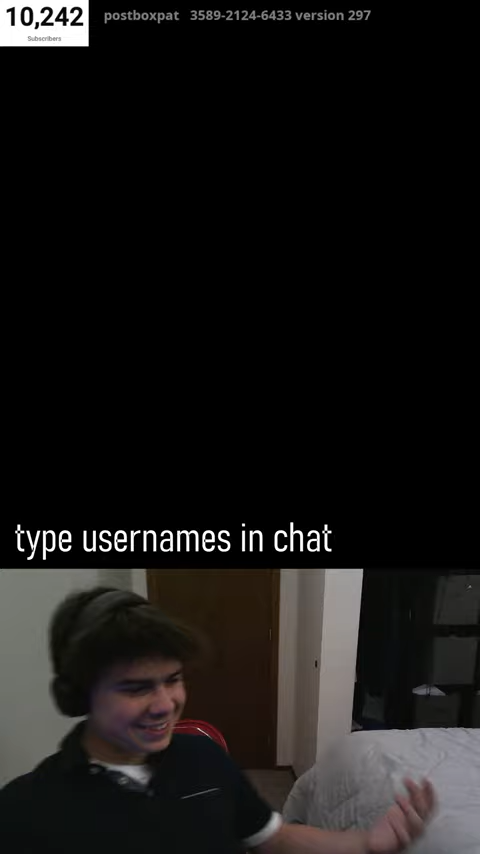 10,242
Subscribers
postboxpat 3589-2124-6433 version 297
type usernames in chat